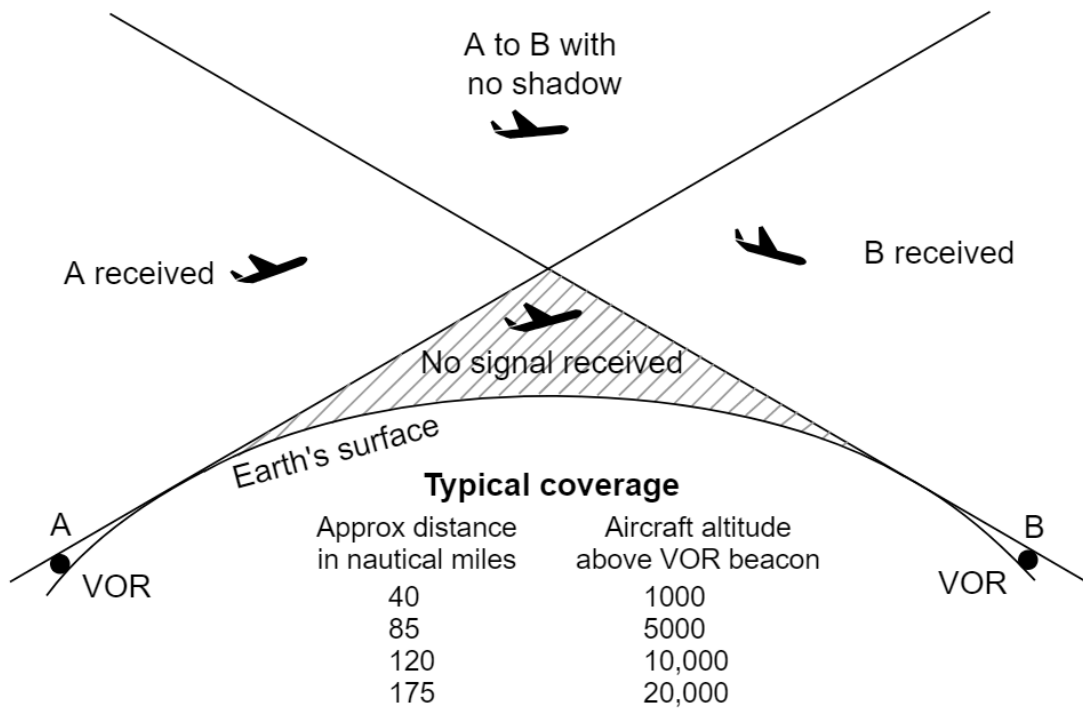 A to B with
no shadow
A received
B received
No signal received
Earth's surface
A
VOR
B
VOR
Typical coverage
Approx distance
in nautical miles
Aircraft altitude
above VOR beacon
40 1000
85 5000
120 10,000
175 20,000